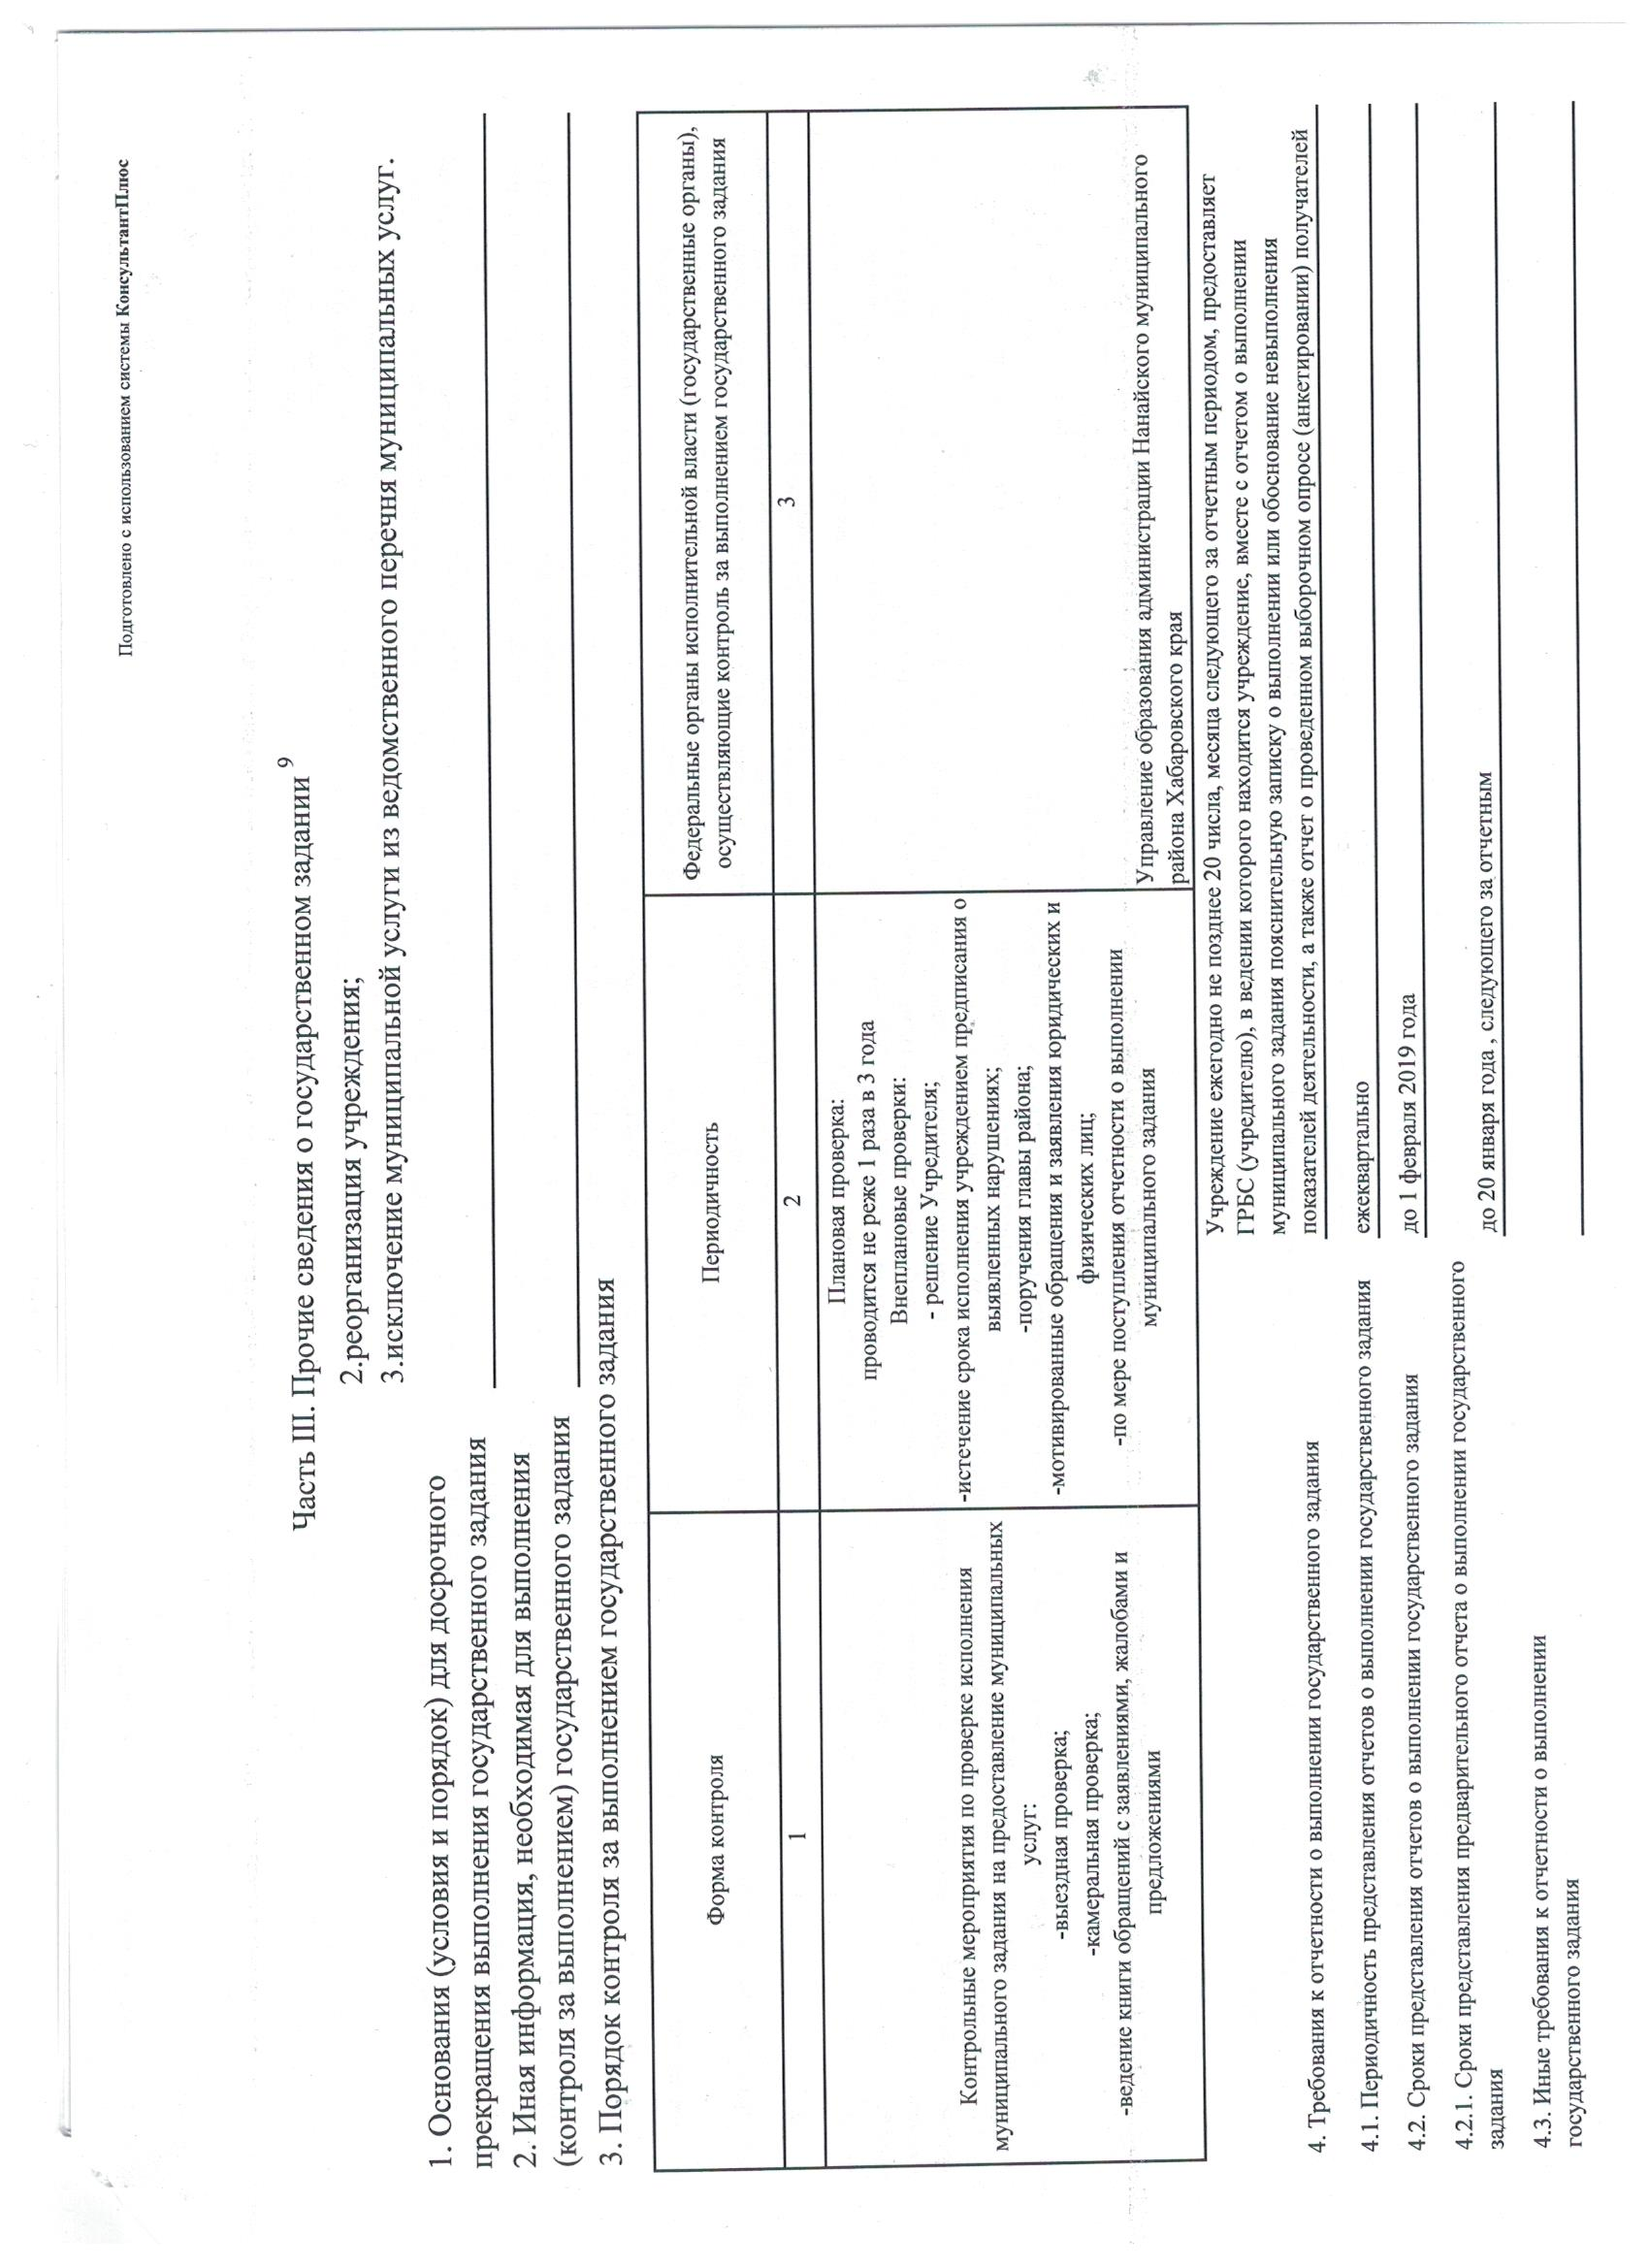 Подготовлено с использованием системы КонсультантПлюс
Часть III. Прочие сведения о государственном задании 9
2.реорганизация учреждения;
3.исключение муниципальной услуги из ведомственного перечня муниципальных услуг.
1. Основания (условия и порядок) для досрочного
прекращения выполнения государственного задания
2. Иная информация, необходимая для выполнения
(контроля за выполнением) государственного задания
3. Порядок контроля за выполнением государственного задания
Форма контроля
Периодичность
Федеральные органы исполнительной власти (государственные органы),
осуществляющие контроль за выполнением государственного задания
1
2
3
Контрольные мероприятия по проверке исполнения
муниципального задания на предоставление муниципальных
услуг:
-выездная проверка;
-камеральная проверка;
-ведение книги обращений с заявлениями, жалобами и
предложениями
Плановая проверка:
проводится не реже 1 раза в 3 года
Внеплановые проверки:
- решение Учредителя;
-истечение срока исполнения учреждением предписания о
выявленных нарушениях;
-поручения главы района;
-мотивированные обращения и заявления юридических и
физических лиц;
-по мере поступления отчетности о выполнении
муниципального задания
Управление образования администрации Нанайского муниципального
района Хабаровского края
4. Требования к отчетности о выполнении государственного задания
Учреждение ежегодно не позднее 20 числа, месяца следующего за отчетным периодом, предоставляет
ГРБС (учредителю), в ведении которого находится учреждение, вместе с отчетом о выполнении
муниципального задания пояснительную записку о выполнении или обоснование невыполнения
показателей деятельности, а также отчет о проведенном выборочном опросе (анкетировании) получателей
4.1. Периодичность представления отчетов о выполнении государственного задания
ежеквартально
4.2. Сроки представления отчетов о выполнении государственного задания
до 1 февраля 2019 года
4.2.1. Сроки представления предварительного отчета о выполнении государственного
задания
до 20 января года , следующего за отчетным
4.3. Иные требования к отчетности о выполнении
государственного задания